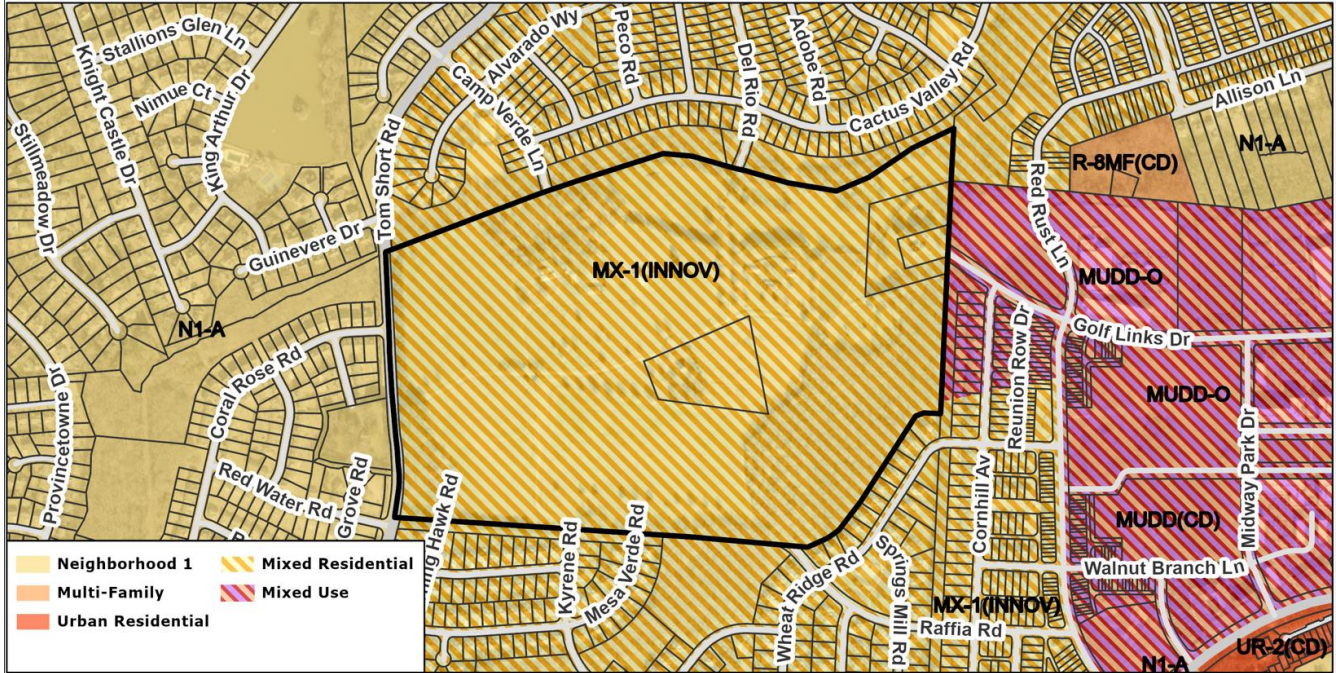 Stallions Glen Ln
Knight Castle Dr
Nimue Ct
King Arthur Dr
Stillmeadow Dr
Guinevere Dr
Tom Short Rd
Camp Verde Ln
Alvarado Wy
Peco Rd
Del Rio Rd
Adobe Rd
Cactus Valley Rd
Allison Ln
N1-A
R-8MF(CD)
Red Rust Ln
MX-1(INNOV)
MUDD-O
Golf Links Dr
N1-A
Coral Rose Rd
Provincetowne Dr
Red Water Rd
Grove Rd
Reunion Row Dr
MUDD-O
Midway Park Dr
Cornhill Av
MUDD(CD)
Walnut Branch Ln
Hawk Rd
Kyrene Rd
Mesa Verde Rd
Wheat Ridge Rd
Springs Mill Rd
MX-1(INNOV)
Raffia Rd
UR-2(CD)
N1-A
Neighborhood 1
Mixed Residential
Multi-Family
Mixed Use
Urban Residential